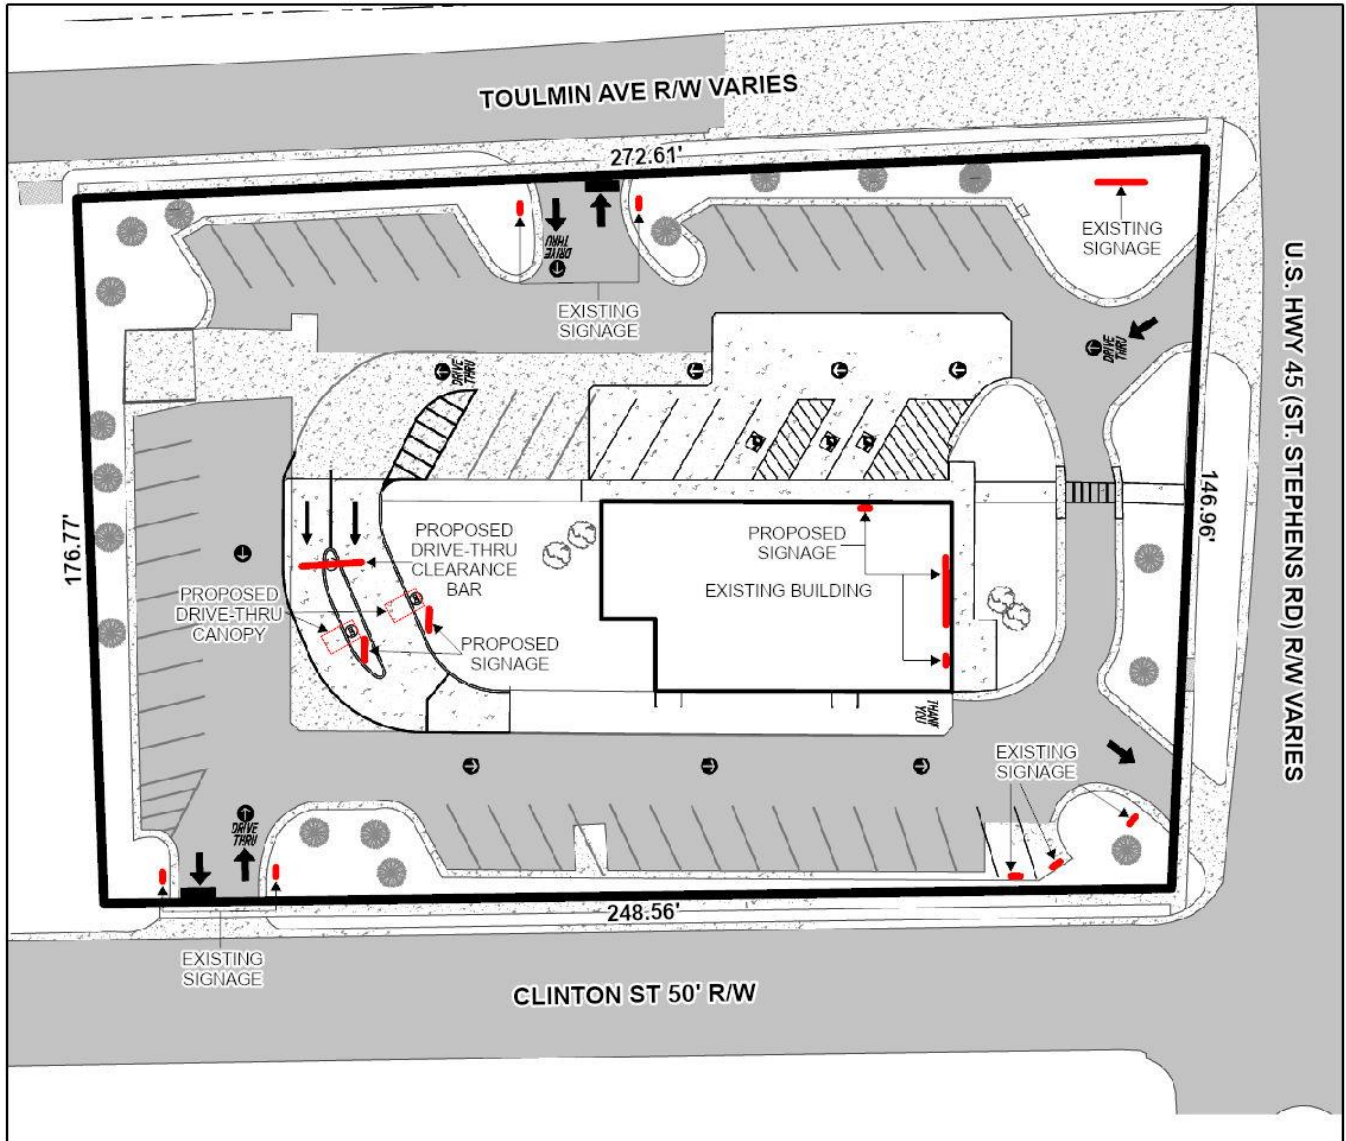 TOULMIN AVE R/W VARIES
272.61'
EXISTING
SIGNAGE
DRIVE
THRU
EXISTING
SIGNAGE
DRIVE
THRU
DRIVE
THRU
U.S. HWY 45 (ST. STEPHENS RD) R/W VARIES
146.96'
176.77'
PROPOSED
DRIVE-THRU
CLEARANCE
BAR
PROPOSED
SIGNAGE
EXISTING BUILDING
PROPOSED
DRIVE-THRU
CANOPY
PROPOSED
SIGNAGE
THANK
YOU
EXISTING
SIGNAGE
DRIVE
THRU
248.56'
EXISTING
SIGNAGE
CLINTON ST 50' R/W